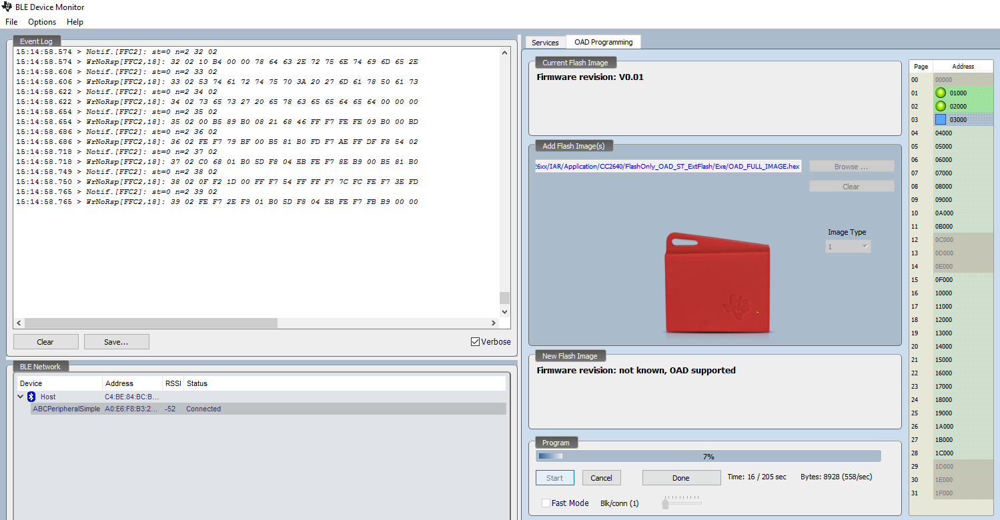 BLE Device Monitor
File Options Help
Event Log
15:14:58.574 > Notif.[FFC2]: st=0 n=2 32 02
15:14:58.574 > WrNoRsp[FFC2,18]: 32 02 10 B4 00 00 78 64 63 2E 72 75 6E 74 69 6D 65 2E
15:14:58.606 > Notif.[FFC2]: st=0 n=2 33 02
15:14:58.606 > WrNoRsp[FFC2,18]: 33 02 53 74 61 72 74 75 70 3A 20 27 6D 61 78 50 61 73
15:14:58.622 > Notif.[FFC2]: st=0 n=2 34 02
15:14:58.622 > WrNoRsp[FFC2,18]: 34 02 73 65 73 27 20 65 78 63 65 65 64 65 64 00 00 00
15:14:58.654 > Notif.[FFC2]: st=0 n=2 35 02
15:14:58.654 > WrNoRsp[FFC2,18]: 35 02 00 B5 89 B0 08 21 68 46 FF F7 FE FE 09 B0 00 BD
15:14:58.686 > Notif.[FFC2]: st=0 n=2 36 02
15:14:58.686 > WrNoRsp[FFC2,18]: 36 02 FE F7 79 BF 00 B5 81 B0 FD F7 AE FF DF F8 54 02
15:14:58.718 > Notif.[FFC2]: st=0 n=2 37 02
15:14:58.718 > WrNoRsp[FFC2,18]: 37 02 C0 68 01 B0 5D F8 04 EB FE F7 8E B9 00 B5 81 B0
15:14:58.749 > Notif.[FFC2]: st=0 n=2 38 02
15:14:58.750 > WrNoRsp[FFC2,18]: 38 02 0F F2 1D 00 FF F7 54 FF FF F7 7C FC FE F7 3E FD
15:14:58.765 > Notif.[FFC2]: st=0 n=2 39 02
15:14:58.765 > WrNoRsp[FFC2,18]: 39 02 FE F7 2E F9 01 B0 5D F8 04 EB FE F7 FB B9 00 00
Clear Save... Verbose
BLE Network
Device Address RSSI Status
Host C4:BE:84:BC:B...
ABCPeripheralSimple A0:E6:F8:B3:2... -52 Connected
Services OAD Programming
Current Flash Image
Firmware revision: V0.01
Add Flash Image(s)
26xx/IAR/Application/CC2640/FlashOnly_OAD_ST_ExtFlash/Exe/OAD_FULL_IMAGE.hex
Browse ...
Clear
Image Type
1
New Flash Image
Firmware revision: not known, OAD supported
Program
7%
Start Cancel Done Time: 16 / 205 sec Bytes: 8928 (558/sec)
Fast Mode Blk/conn (1)
Page Address
00 00000
01 01000
02 02000
03 03000
04 04000
05 05000
06 06000
07 07000
08 08000
09 09000
10 0A000
11 0B000
12 0C000
13 0D000
14 0E000
15 0F000
16 10000
17 11000
18 12000
19 13000
20 14000
21 15000
22 16000
23 17000
24 18000
25 19000
26 1A000
27 1B000
28 1C000
29 1D000
30 1E000
31 1F000